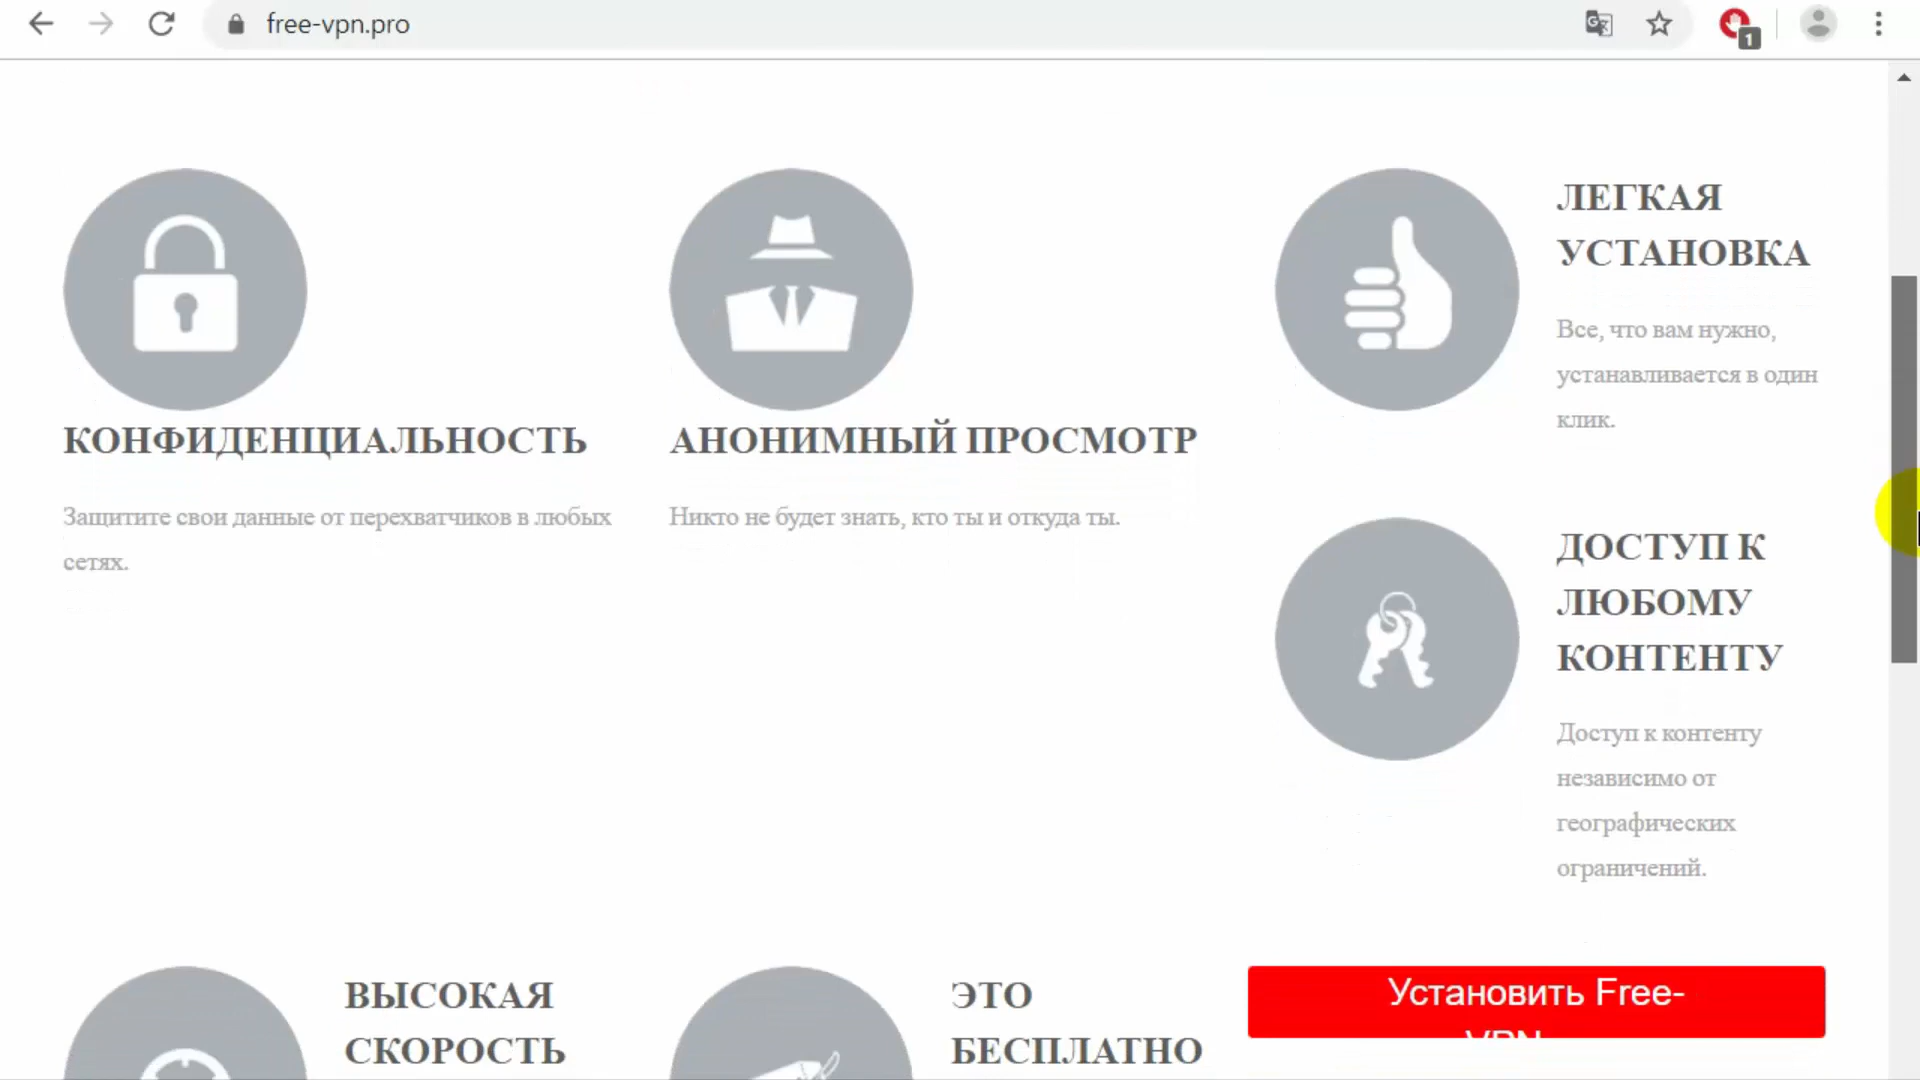 free-vpn.pro
1
КОНФИДЕНЦИАЛЬНОСТЬ
Защитите свои данные от перехватчиков в любых
сетях.
АНОНИМНЫЙ ПРОСМОТР
Никто не будет знать, кто ты и откуда ты.
ЛЕГКАЯ
УСТАНОВКА
Все, что вам нужно,
устанавливается в один
клик.
ДОСТУП К
ЛЮБОМУ
КОНТЕНТУ
Доступ к контенту
независимо от
географических
ограничений.
ВЫСОКАЯ
СКОРОСТЬ
ЭТО
БЕСПЛАТНО
Установить Free-
VPN